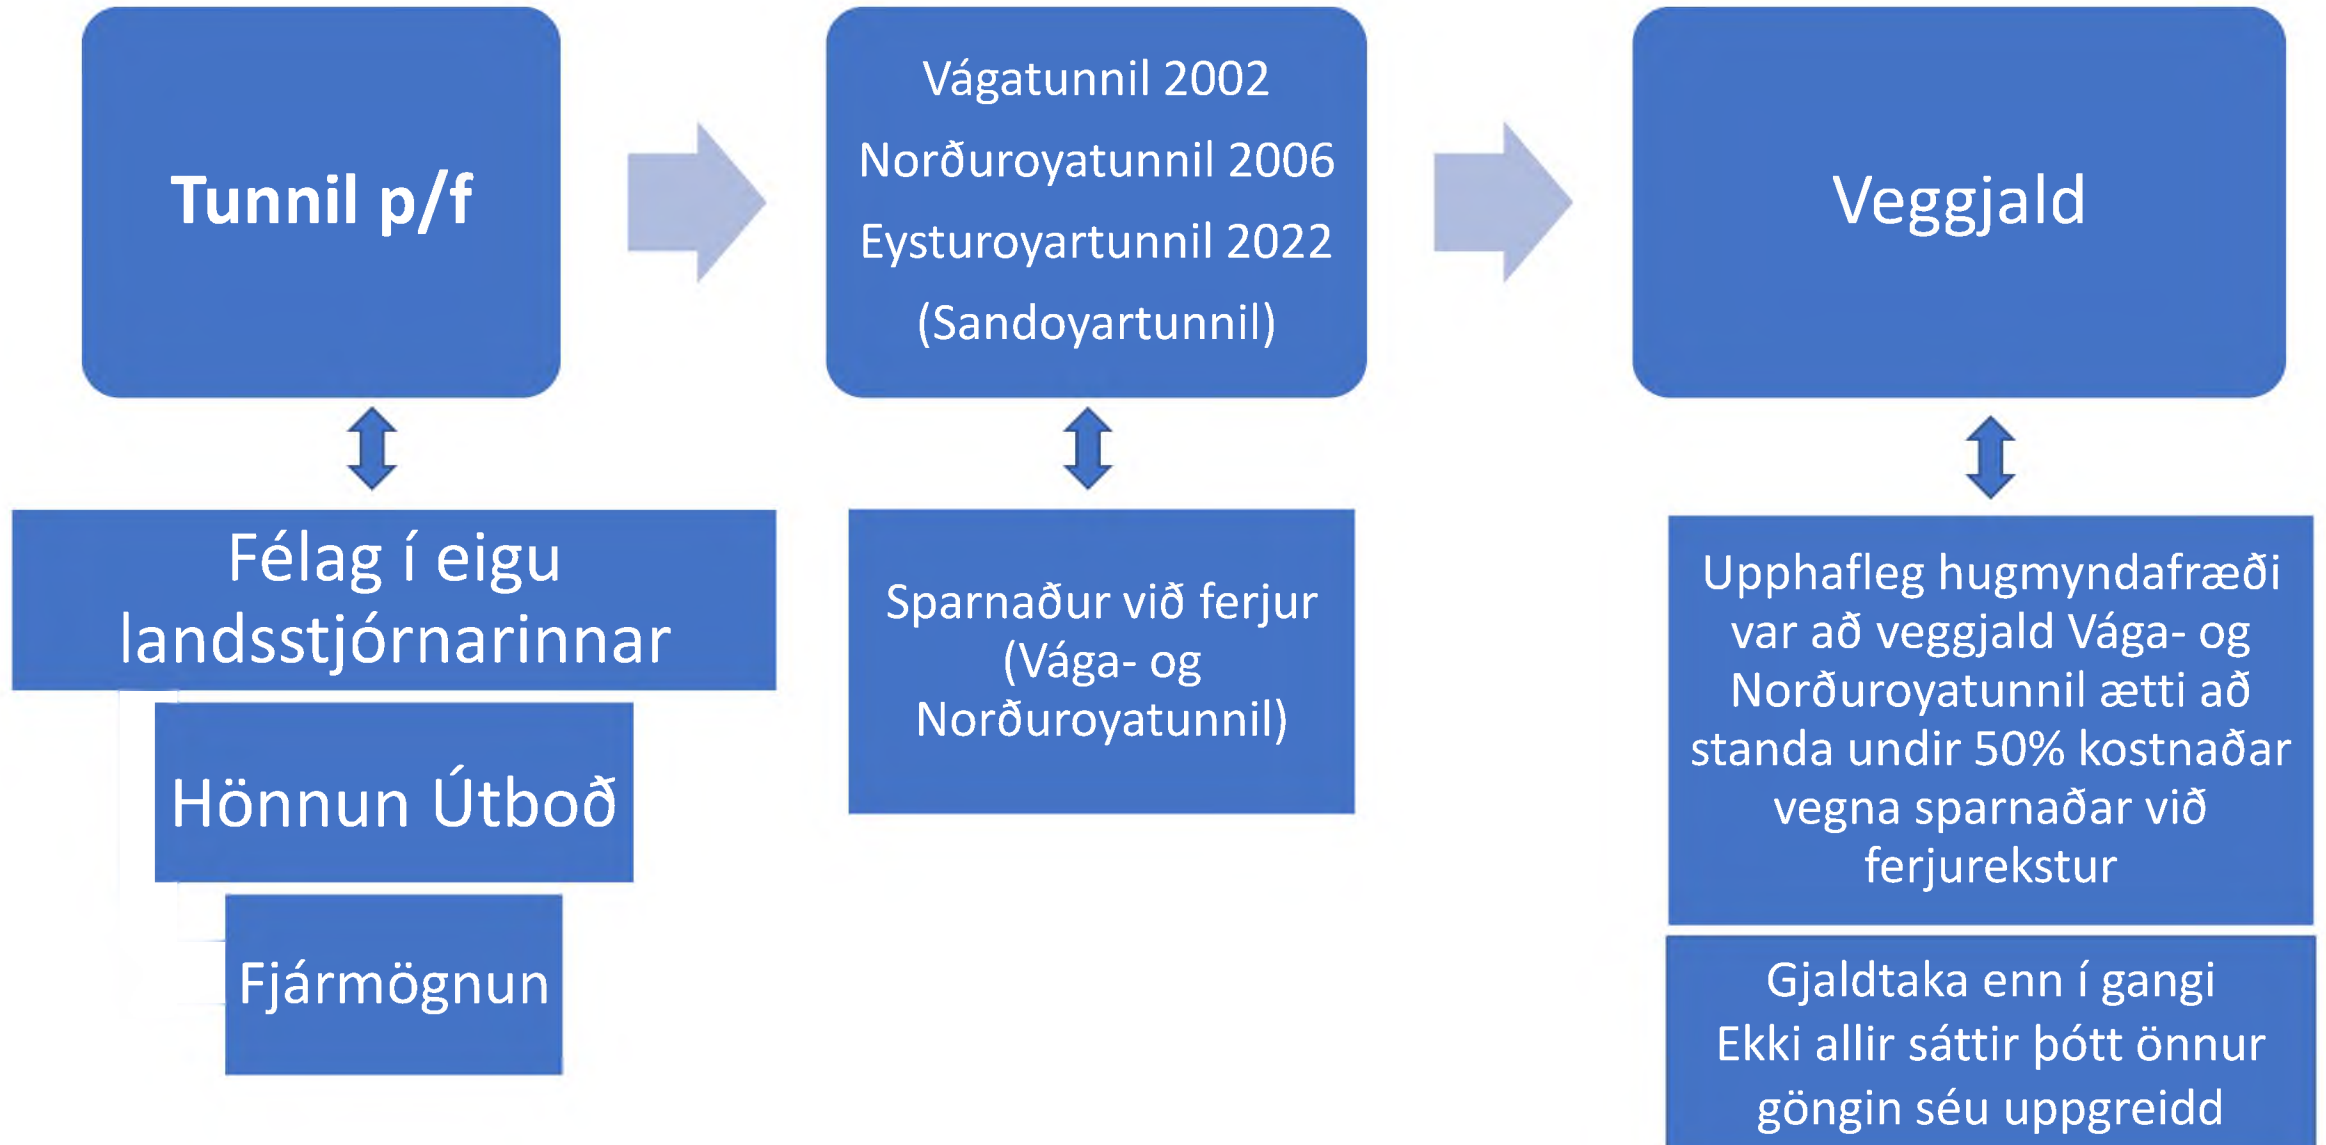 Tunnil p/f
Félag í eigu
landsstjórnarinnar
Hönnun Útboð
Fjármögnun
Vágatunnil 2002
Norðuroyatunnil 2006
Eysturoyartunnil 2022
(Sandoyartunnil)
Sparnaður við ferjur
(Vága- og
Norðuroyatunnil)
Veggjald
Upphafleg hugmyndafræði
var að veggjald Vága- og
Norðuroyatunnil ætti að
standa undir 50% kostnaðar
vegna sparnaðar við
ferjurekstur
Gjaldtaka enn í gangi
Ekki allir sáttir þótt önnur
göngin séu uppgreidd